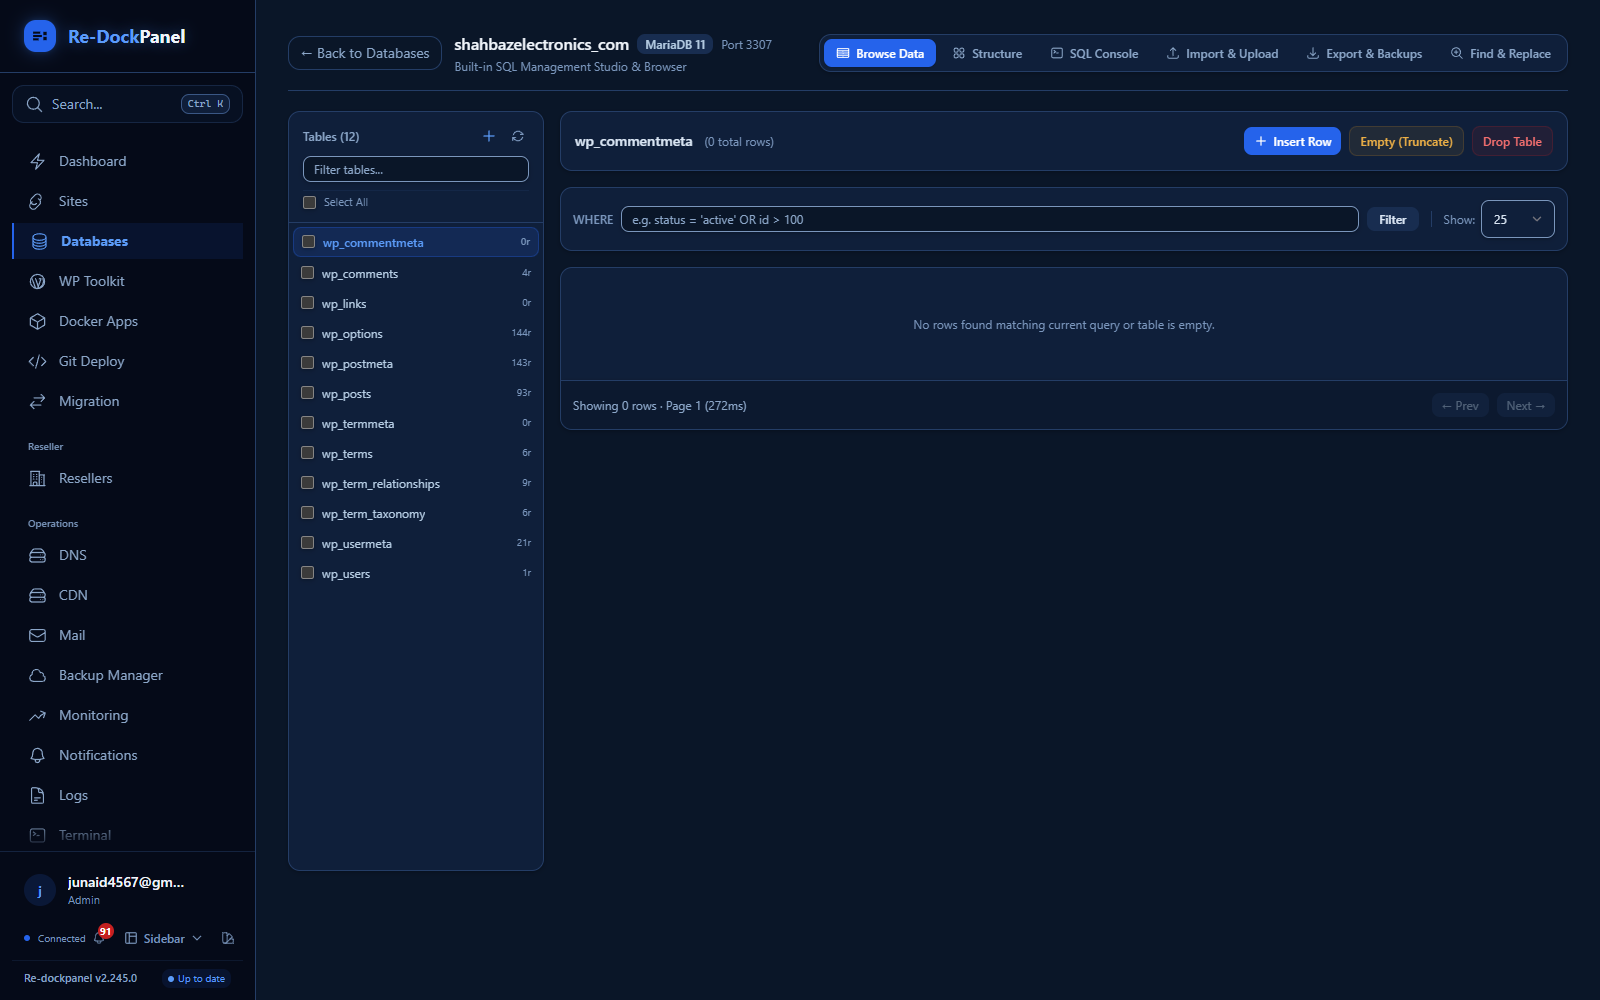 Re-DockPanel
Search... Ctrl K
Dashboard
Sites
Databases
WP Toolkit
Docker Apps
Git Deploy
Migration
Reseller
Resellers
Operations
DNS
CDN
Mail
Backup Manager
Monitoring
Notifications
Logs
Terminal
j junaid4567@gm...
Admin
Connected 91 Sidebar
Re-dockpanel v2.245.0 Up to date
← Back to Databases shahbazelectronics_com MariaDB 11 Port 3307
Built-in SQL Management Studio & Browser
Browse Data Structure SQL Console Import & Upload Export & Backups Find & Replace
Tables (12)
Filter tables...
Select All
wp_commentmeta 0r
wp_comments 4r
wp_links 0r
wp_options 144r
wp_postmeta 143r
wp_posts 93r
wp_termmeta 0r
wp_terms 6r
wp_term_relationships 9r
wp_term_taxonomy 6r
wp_usermeta 21r
wp_users 1r
wp_commentmeta (0 total rows) + Insert Row Empty (Truncate) Drop Table
WHERE e.g. status = 'active' OR id > 100 Filter Show: 25
No rows found matching current query or table is empty.
Showing 0 rows · Page 1 (272ms) ← Prev Next →